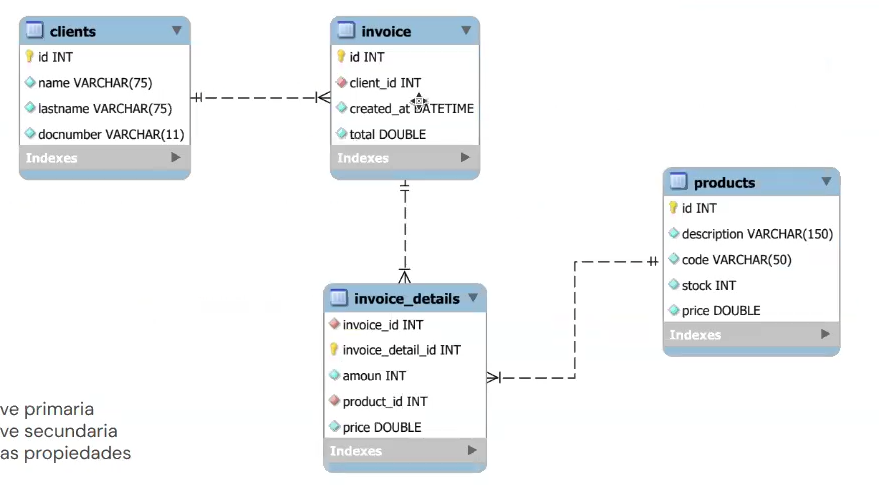 clients
id INT
name VARCHAR(75)
lastname VARCHAR(75)
docnumber VARCHAR(11)
Indexes
invoice
id INT
client_id INT
created_at DATETIME
total DOUBLE
Indexes
products
id INT
description VARCHAR(150)
code VARCHAR(50)
stock INT
price DOUBLE
Indexes
invoice_details
invoice_id INT
invoice_detail_id INT
amoun INT
product_id INT
price DOUBLE
Indexes
ve primaria
ve secundaria
as propiedades